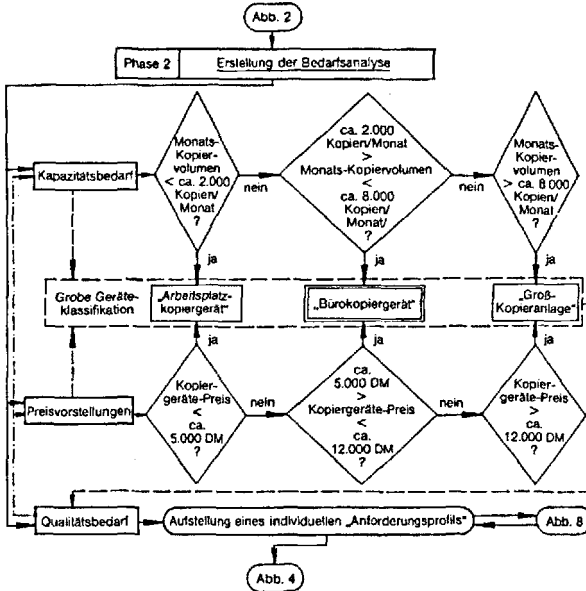 Abb. 2
Phase 2
Erstellung der Bedarfsanalyse
Kapazitätsbedarf
Monats-
Kopier-
volumen
< ca. 2.000
Kopien/
Monat
?
nein
ca. 2.000
Kopien/Monat
>
Monats-Kopiervolumen
<
ca. 8.000
Kopien/
Monat/
?
nein
Monats-
Kopier-
volumen
> ca. 8.000
Kopien/
Monat
?
ja
ja
ja
Grobe Geräte-
klassifikation
„Arbeitsplatz-
kopiergerät“
„Bürokopiergerät“
„Groß-
Kopieranlage“
ja
ja
ja
Preisvorstellungen
Kopier-
geräte-Preis
<
ca.
5.000 DM
?
nein
ca.
5.000 DM
>
Kopiergeräte-Preis
<
ca.
12.000 DM
?
nein
Kopier-
geräte-Preis
>
ca.
12.000 DM
?
Qualitätsbedarf
Aufstellung eines individuellen „Anforderungsprofils“
Abb. 8
Abb. 4